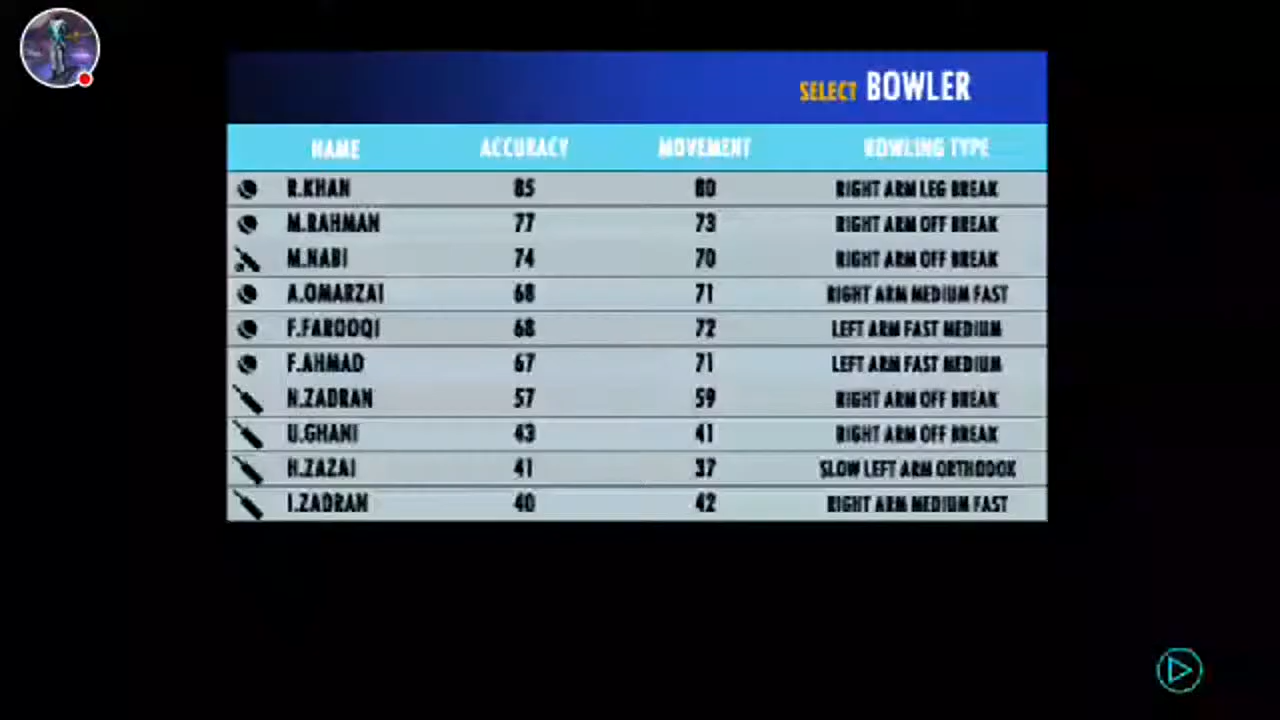 SELECT BOWLER
NAME ACCURACY MOVEMENT BOWLING TYPE
R.KHAN 85 80 RIGHT ARM LEG BREAK
M.RAHMAN 77 73 RIGHT ARM OFF BREAK
M.NABI 74 70 RIGHT ARM OFF BREAK
A.OMARZAI 68 71 RIGHT ARM MEDIUM FAST
F.FAROOQI 68 72 LEFT ARM FAST MEDIUM
F.AHMAD 67 71 LEFT ARM FAST MEDIUM
N.ZADRAN 57 59 RIGHT ARM OFF BREAK
U.GHANI 43 41 RIGHT ARM OFF BREAK
H.ZAZAI 41 37 SLOW LEFT ARM ORTHODOX
I.ZADRAN 40 42 RIGHT ARM MEDIUM FAST